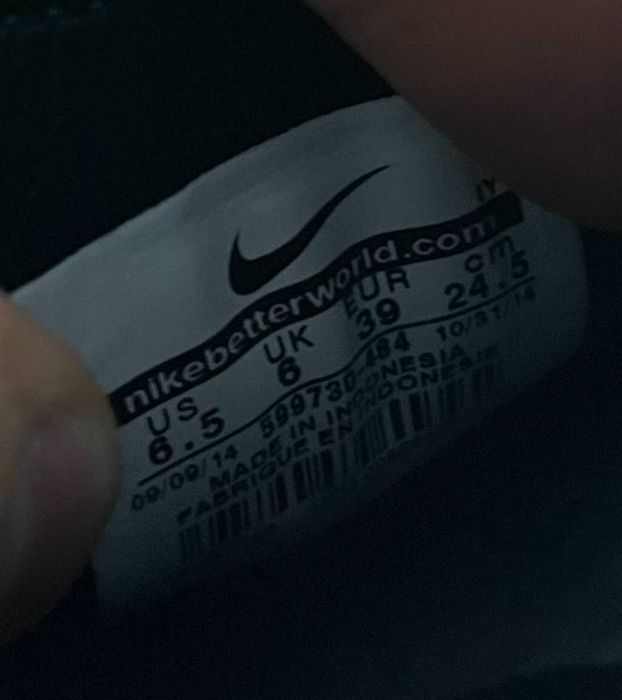 nikebetterworld.com
US UK EUR cm
6.5 6 39 24.5
09/09/14 599730-484 10/31/14
MADE IN INDONESIA
FABRIQUE EN INDONESIE